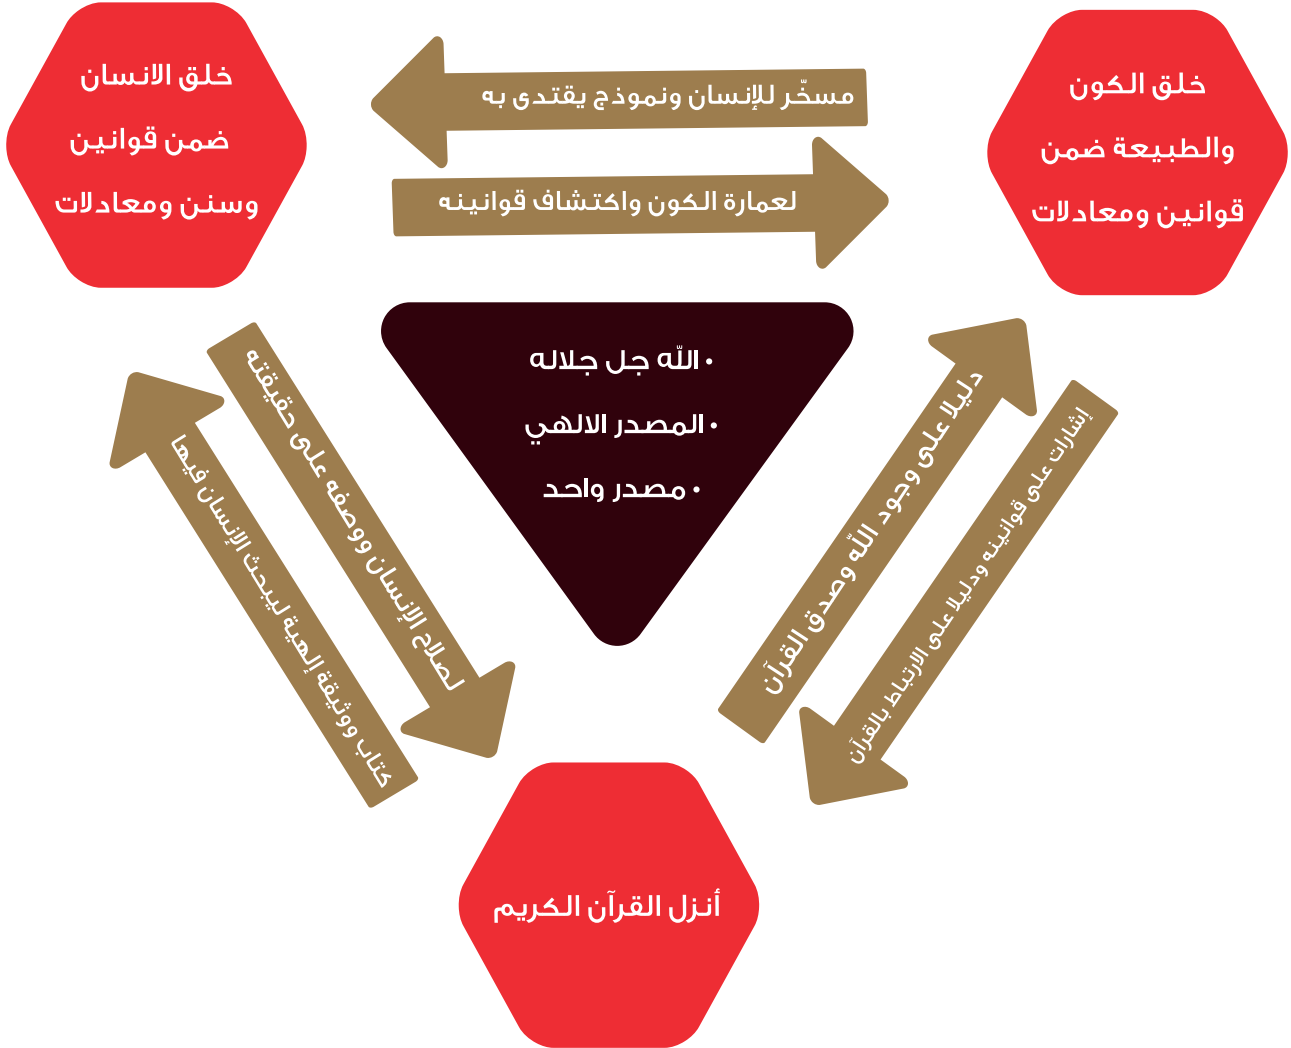 خلق الكون
والطبيعة ضمن
قوانين ومعادلات
مسخّر للإنسان ونموذج يقتدى به
لعمارة الكون واكتشاف قوانينه
خلق الانسان
ضمن قوانين
وسنن ومعادلات
• الله جل جلاله
• المصدر الالهي
• مصدر واحد
دليلا على وجود الله وصدق القرآن
إشارات على قوانينه ودليلا على الارتباط بالقرآن
لصلاح الإنسان ووصفه على حقيقته
كتاب ووثيقة إلهية ليبحث الإنسان فيها
أنزل القرآن الكريم